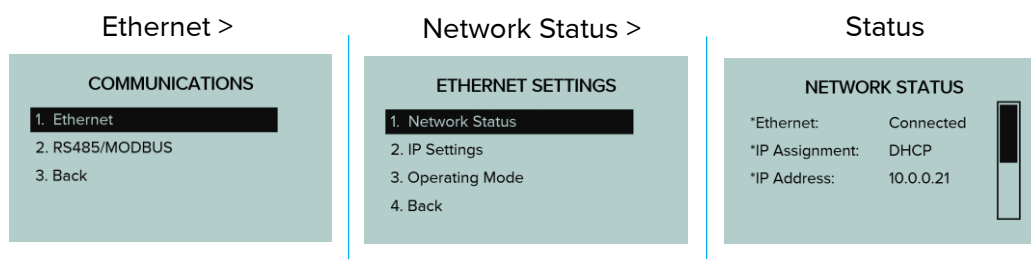 Ethernet >
COMMUNICATIONS
1. Ethernet
2. RS485/MODBUS
3. Back
Network Status >
ETHERNET SETTINGS
1. Network Status
2. IP Settings
3. Operating Mode
4. Back
Status
NETWORK STATUS
*Ethernet: Connected
*IP Assignment: DHCP
*IP Address: 10.0.0.21